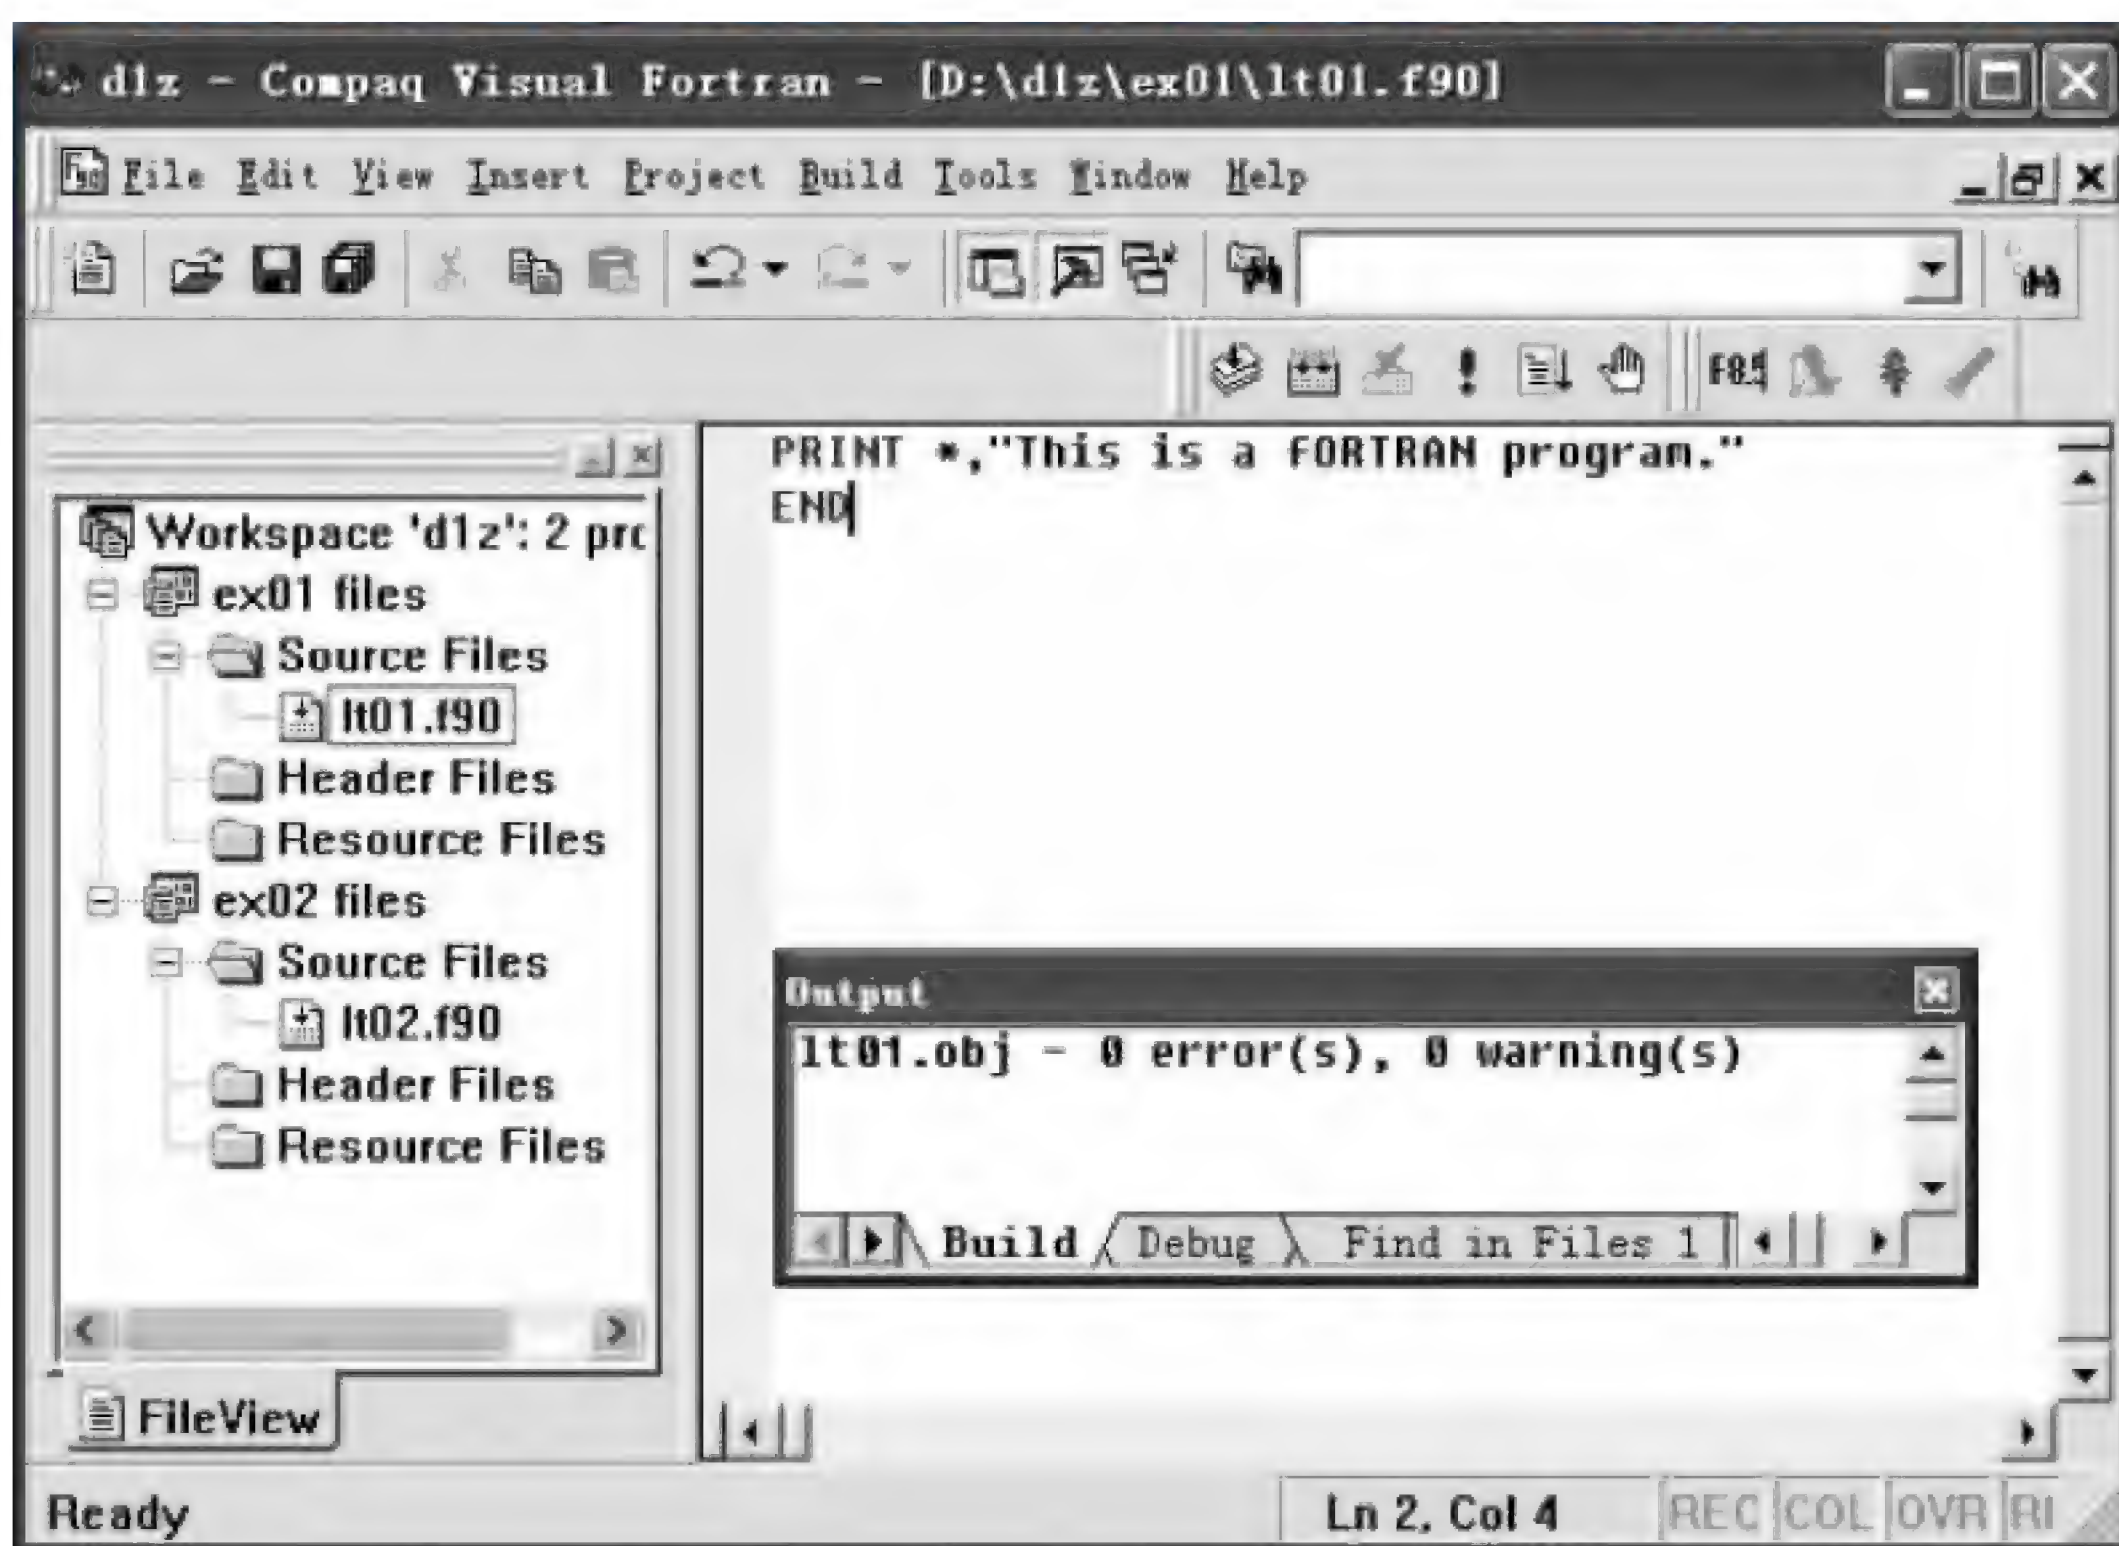 d1z - Compaq Visual Fortran - [D:\d1z\ex01\lt01.f90]
File Edit View Insert Project Build Tools Window Help
PRINT *,"This is a FORTRAN program."
END
Workspace 'd1z': 2 pro
ex01 files
Source Files
lt01.f90
Header Files
Resource Files
ex02 files
Source Files
lt02.f90
Header Files
Resource Files
FileView
Output
lt01.obj - 0 error(s), 0 warning(s)
Build Debug Find in Files 1
Ready
Ln 2, Col 4 REC COL OVR